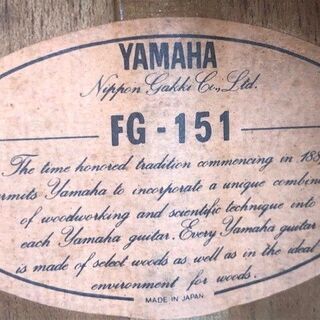 YAMAHA
Nippon Gakki Co., Ltd.
FG-151
The time honored tradition commencing in 188
ermits Yamaha to incorporate a unique combin
of woodworking and scientific technique into
each Yamaha guitar. Every Yamaha guitar
is made of select woods as well as in the ideal
environment for woods.
MADE IN JAPAN